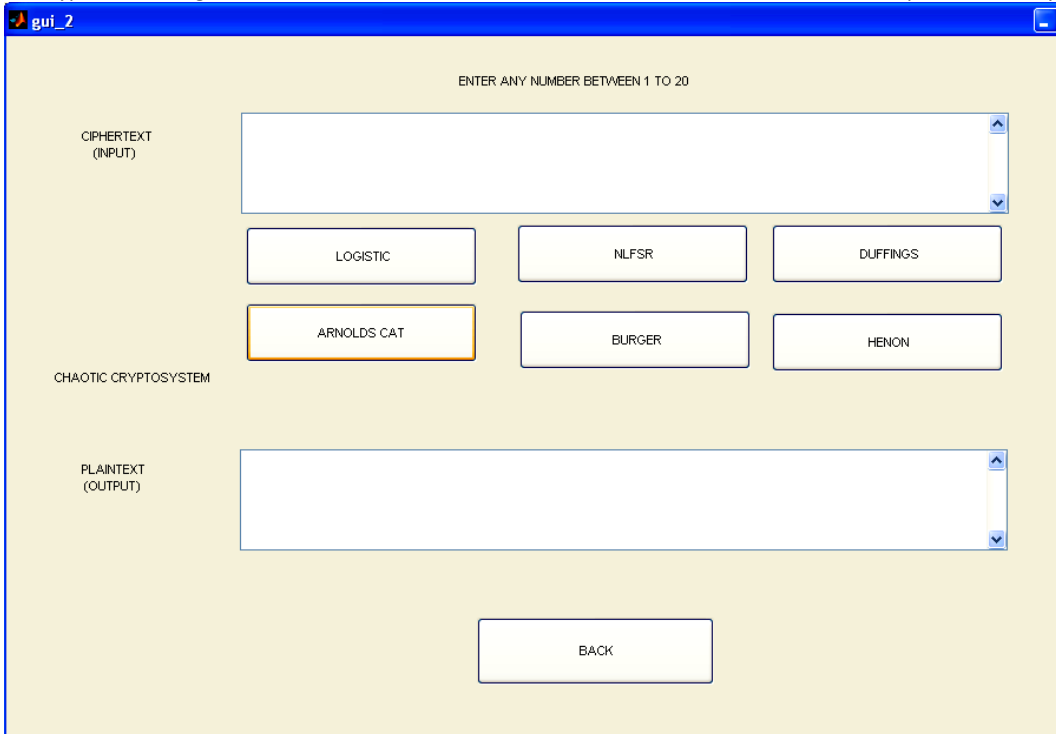 gui_2
ENTER ANY NUMBER BETWEEN 1 TO 20
CIPHERTEXT
(INPUT)
LOGISTIC
NLFSR
DUFFINGS
ARNOLDS CAT
BURGER
HENON
CHAOTIC CRYPTOSYSTEM
PLAINTEXT
(OUTPUT)
BACK